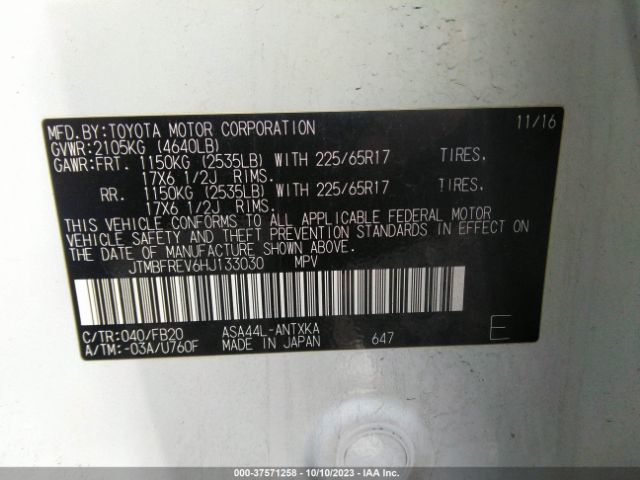 MFD.BY:TOYOTA MOTOR CORPORATION 11/16
GVWR:2105KG (4640LB)
GAWR:FRT. 1150KG (2535LB) WITH 225/65R17 TIRES,
17X6 1/2J RIMS.
RR. 1150KG (2535LB) WITH 225/65R17 TIRES,
17X6 1/2J RIMS.
THIS VEHICLE CONFORMS TO ALL APPLICABLE FEDERAL MOTOR
VEHICLE SAFETY AND THEFT PREVENTION STANDARDS IN EFFECT ON
THE DATE OF MANUFACTURE SHOWN ABOVE.
JTMBFREV6HJ133030 MPV
C/TR:040/FB20 ASA44L-ANTXKA
A/TM:-03A/U760F MADE IN JAPAN 647 E
000-37571258 - 10/10/2023 - IAA Inc.